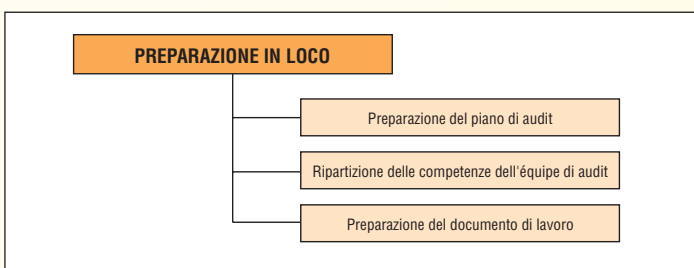 PREPARAZIONE IN LOCO
Preparazione del piano di audit
Ripartizione delle competenze dell'équipe di audit
Preparazione del documento di lavoro